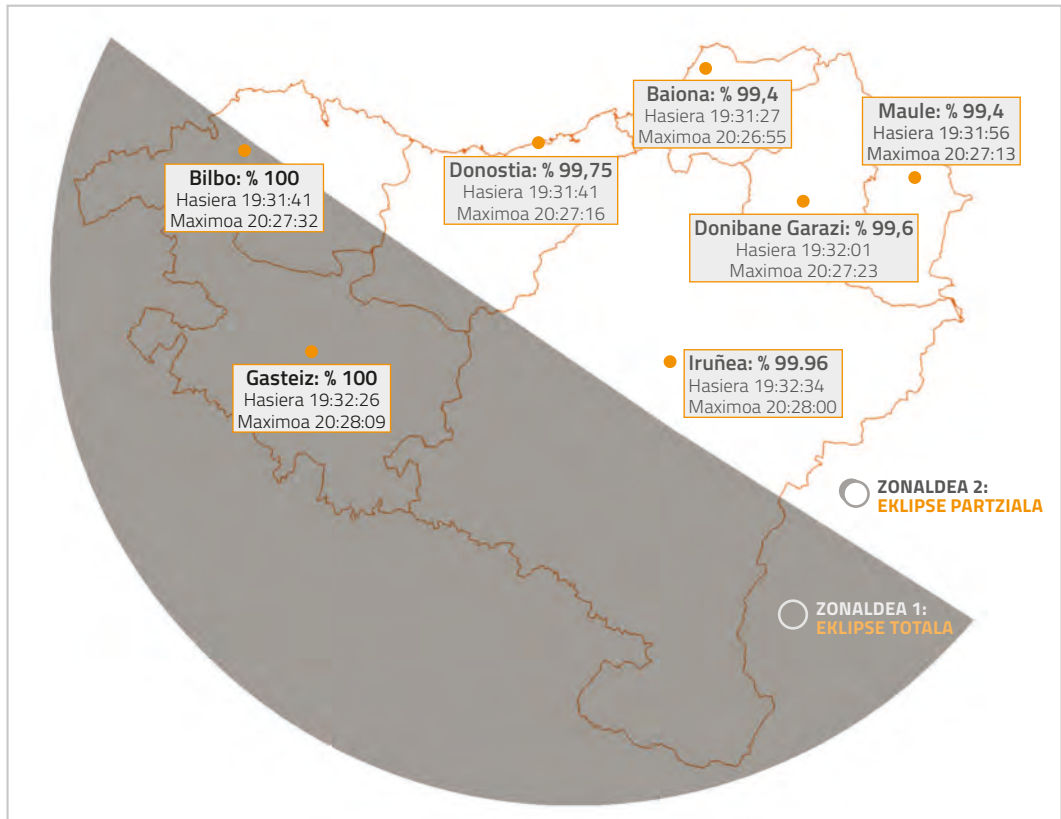 Baiona: % 99,4
Hasiera 19:31:27
Maximoa 20:26:55
Maule: % 99,4
Hasiera 19:31:56
Maximoa 20:27:13
Bilbo: % 100
Hasiera 19:31:41
Maximoa 20:27:32
Donostia: % 99,75
Hasiera 19:31:41
Maximoa 20:27:16
Donibane Garazi: % 99,6
Hasiera 19:32:01
Maximoa 20:27:23
Gasteiz: % 100
Hasiera 19:32:26
Maximoa 20:28:09
Iruñea: % 99.96
Hasiera 19:32:34
Maximoa 20:28:00
ZONALDEA 2:
EKLIPSE PARTZIALA
ZONALDEA 1:
EKLIPSE TOTALA